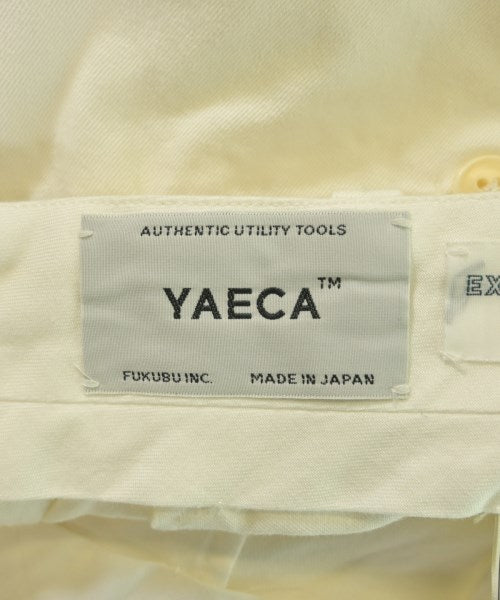 AUTHENTIC UTILITY TOOLS
YAECA™
FUKUBU INC. MADE IN JAPAN
EX